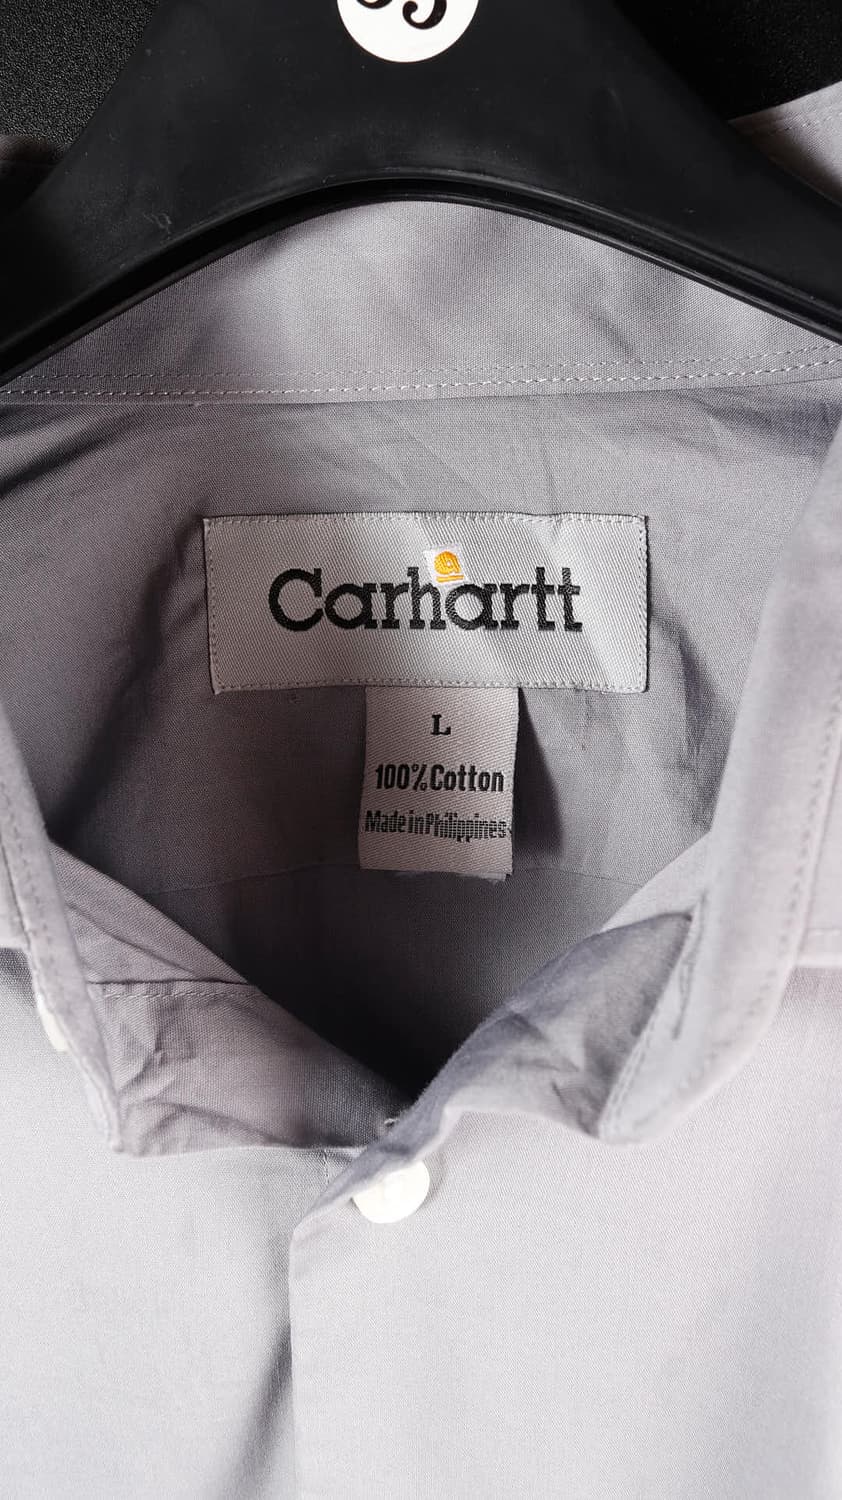 Carhartt
L
100% Cotton
Made in Philippines